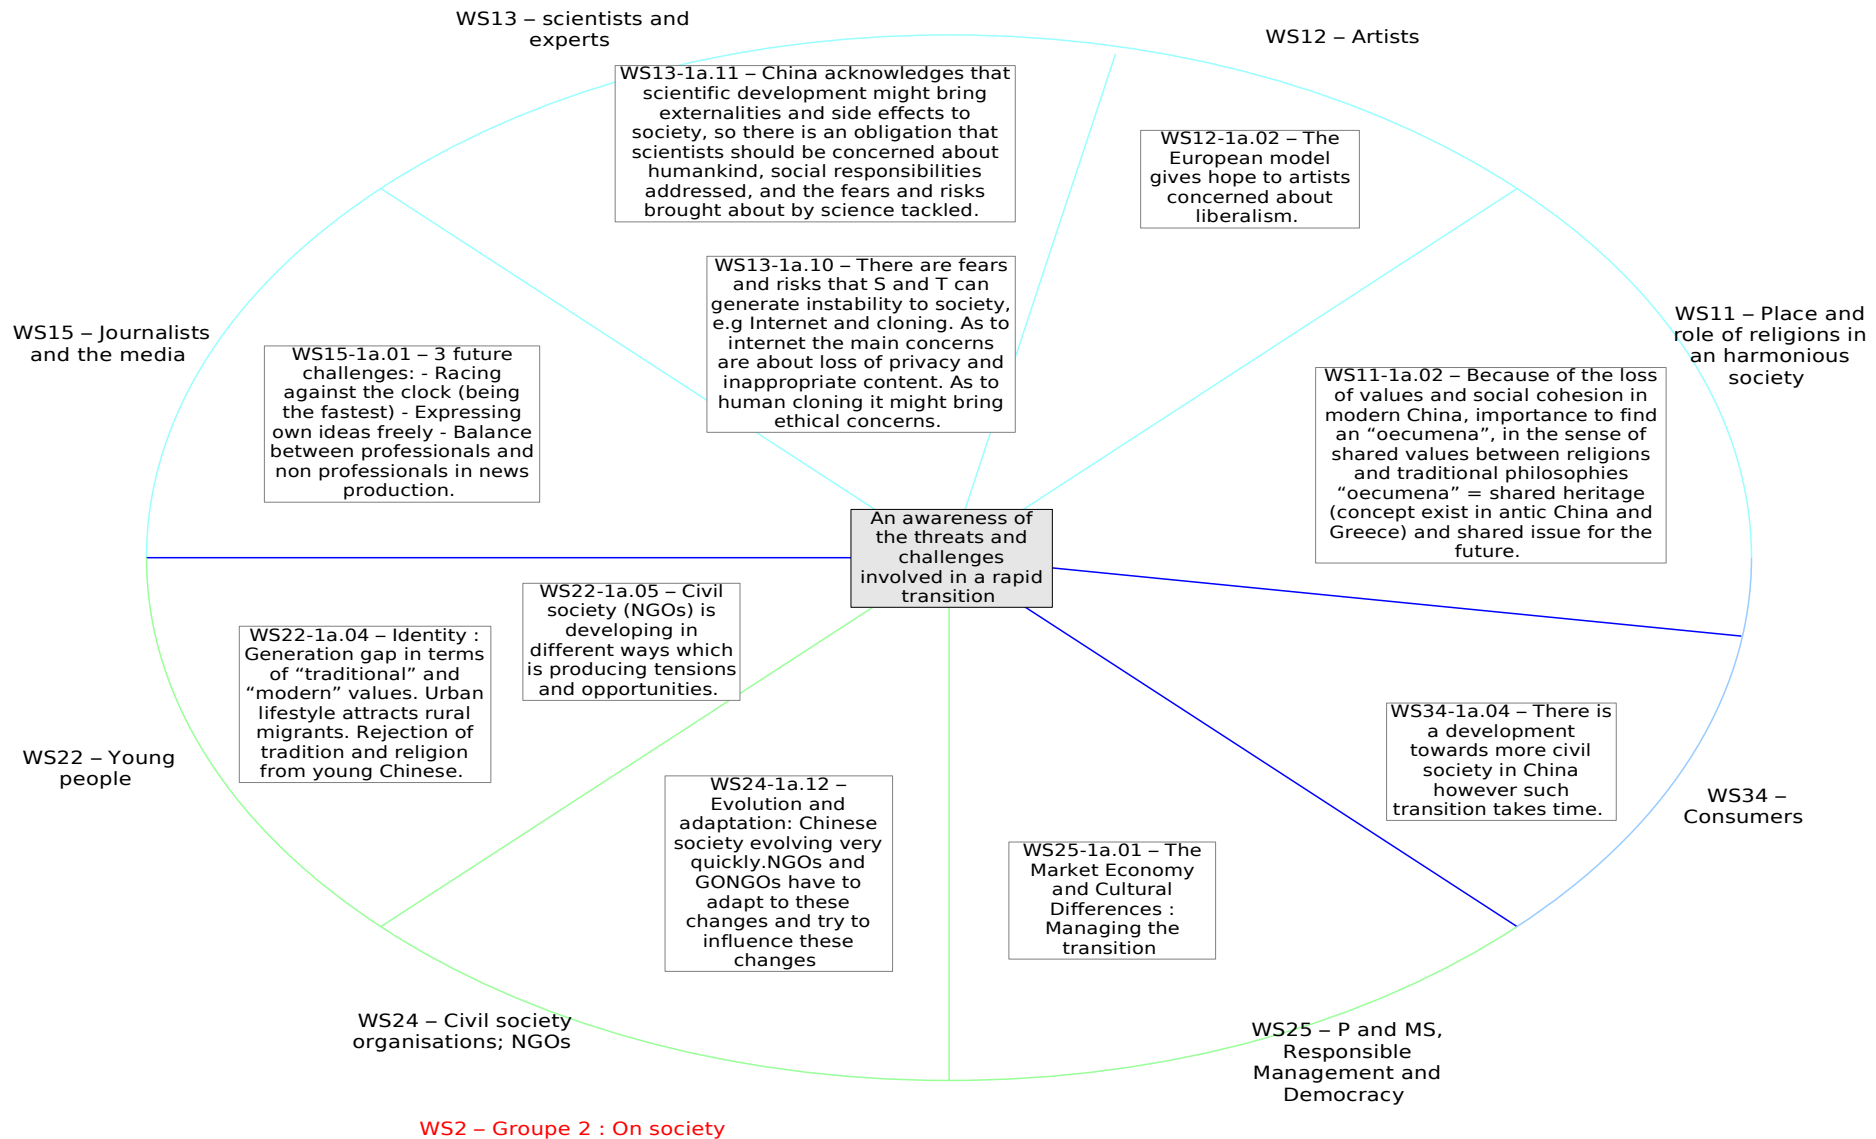 WS13 – scientists and
experts
WS12 – Artists
WS13-1a.11 – China acknowledges that
scientific development might bring
externalities and side effects to
society, so there is an obligation that
scientists should be concerned about
humankind, social responsibilities
addressed, and the fears and risks
brought about by science tackled.
WS12-1a.02 – The
European model
gives hope to artists
concerned about
liberalism.
WS13-1a.10 – There are fears
and risks that S and T can
generate instability to society,
e.g Internet and cloning. As to
internet the main concerns
are about loss of privacy and
inappropriate content. As to
human cloning it might bring
ethical concerns.
WS15 – Journalists
and the media
WS11 – Place and
role of religions in
an harmonious
society
WS15-1a.01 – 3 future
challenges: - Racing
against the clock (being
the fastest) - Expressing
own ideas freely - Balance
between professionals and
non professionals in news
production.
WS11-1a.02 – Because of the loss
of values and social cohesion in
modern China, importance to find
an “oecumena”, in the sense of
shared values between religions
and traditional philosophies
“oecumena” = shared heritage
(concept exist in antic China and
Greece) and shared issue for the
future.
An awareness of
the threats and
challenges
involved in a rapid
transition
WS22-1a.05 – Civil
society (NGOs) is
developing in
different ways which
is producing tensions
and opportunities.
WS22-1a.04 – Identity :
Generation gap in terms
of “traditional” and
“modern” values. Urban
lifestyle attracts rural
migrants. Rejection of
tradition and religion
from young Chinese.
WS34-1a.04 – There is
a development
towards more civil
society in China
however such
transition takes time.
WS22 – Young
people
WS34 –
Consumers
WS24-1a.12 –
Evolution and
adaptation: Chinese
society evolving very
quickly.NGOs and
GONGOs have to
adapt to these
changes and try to
influence these
changes
WS25-1a.01 – The
Market Economy
and Cultural
Differences :
Managing the
transition
WS24 – Civil society
organisations; NGOs
WS25 – P and MS,
Responsible
Management and
Democracy
WS2 – Groupe 2 : On society